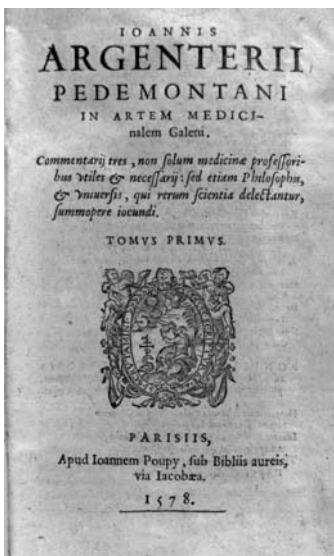 IOANNIS
ARGENTERII
PEDEMONTANI
IN ARTEM MEDICI-
nalem Galeni.
Commentarij tres, non ſolum medicinæ profeſſori-
bus vtiles & neceſſarij: ſed etiam Philoſophis,
& vniuerſis, qui rerum ſcientia delectantur,
ſummopere iocundi.
TOMVS PRIMVS.
PARISIIS,
Apud Ioannem Poupy, ſub Bibliis aureis,
via Iacobæa.
1578.